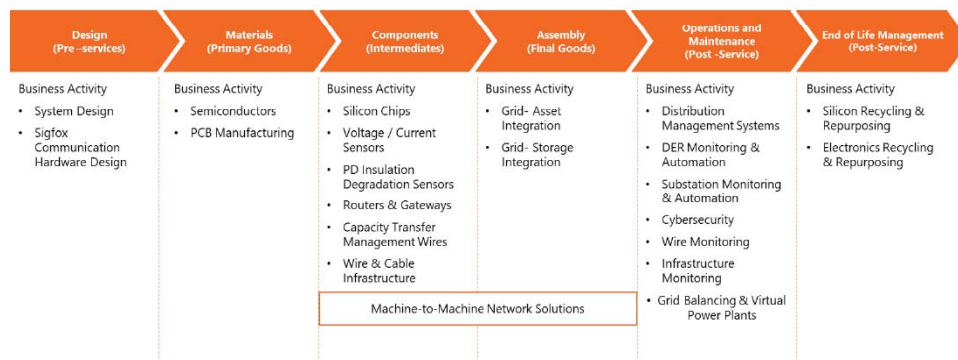 Design
(Pre –services)
Materials
(Primary Goods)
Components
(Intermediates)
Assembly
(Final Goods)
Operations and
Maintenance
(Post -Service)
End of Life Management
(Post-Service)
Business Activity
• System Design
• Sigfox
Communication
Hardware Design
Business Activity
• Semiconductors
• PCB Manufacturing
Business Activity
• Silicon Chips
• Voltage / Current
Sensors
• PD Insulation
Degradation Sensors
• Routers & Gateways
• Capacity Transfer
Management Wires
• Wire & Cable
Infrastructure
Business Activity
• Grid- Asset
Integration
• Grid- Storage
Integration
Machine-to-Machine Network Solutions
Business Activity
• Distribution
Management Systems
• DER Monitoring &
Automation
• Substation Monitoring
& Automation
• Cybersecurity
• Wire Monitoring
• Infrastructure
Monitoring
• Grid Balancing & Virtual
Power Plants
Business Activity
• Silicon Recycling &
Repurposing
• Electronics Recycling
& Repurposing